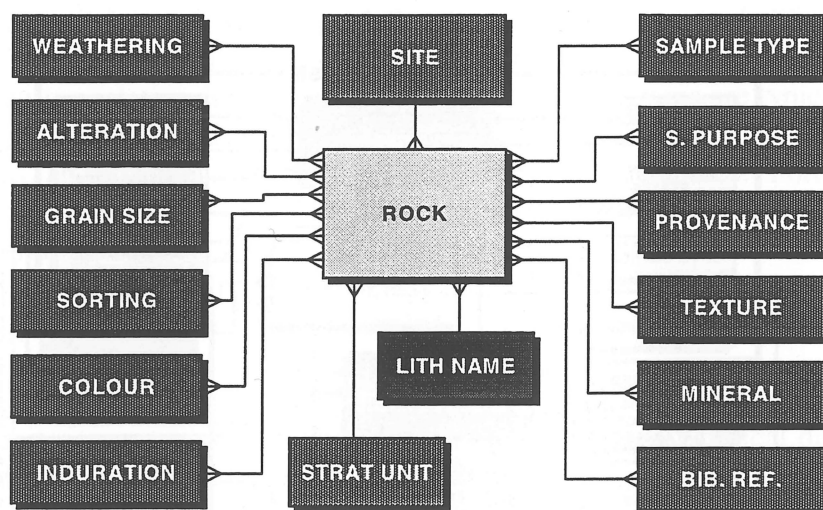 WEATHERING
ALTERATION
GRAIN SIZE
SORTING
COLOUR
INDURATION
SITE
ROCK
LITH NAME
STRAT UNIT
SAMPLE TYPE
S. PURPOSE
PROVENANCE
TEXTURE
MINERAL
BIB. REF.